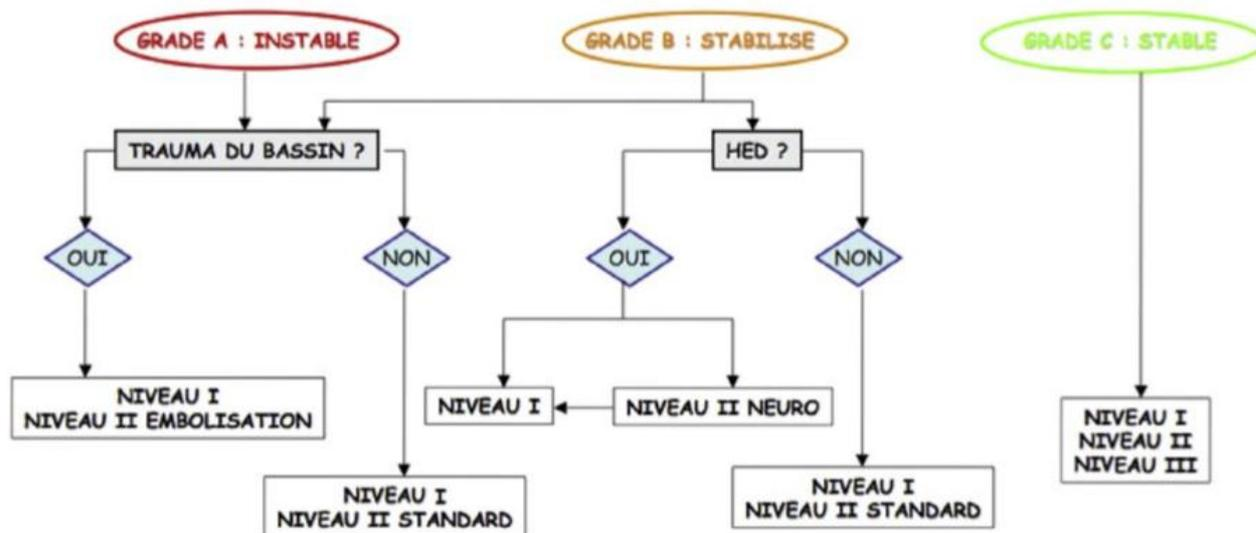 GRADE A : INSTABLE
GRADE B : STABILISE
GRADE C : STABLE
TRAUMA DU BASSIN ?
HED ?
OUI
NON
OUI
NON
NIVEAU I
NIVEAU II EMBOLISATION
NIVEAU I
NIVEAU II NEURO
NIVEAU I
NIVEAU II
NIVEAU III
NIVEAU I
NIVEAU II STANDARD
NIVEAU I
NIVEAU II STANDARD